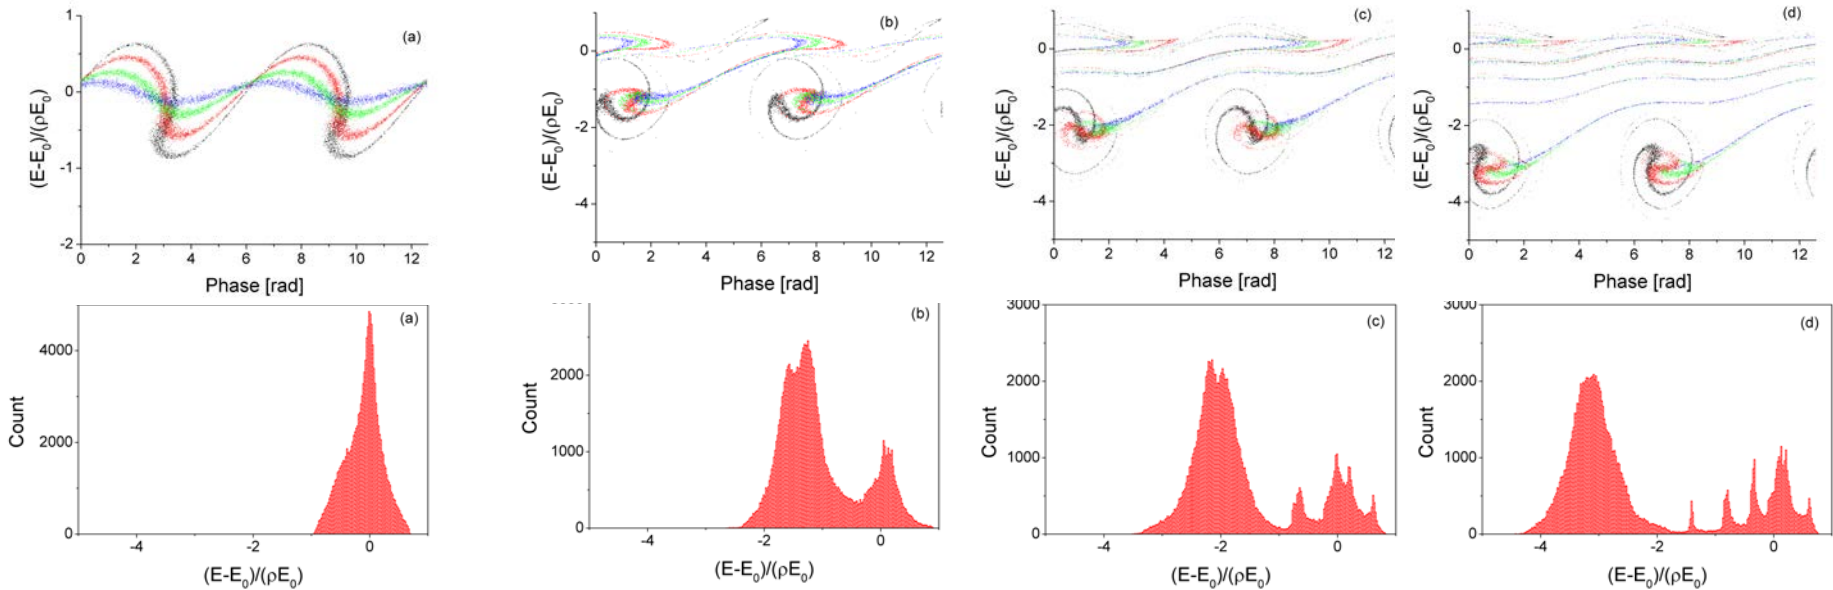 (a)
1
0
-1
-2
(E-E₀)/(ρE₀)
0 2 4 6 8 10 12
Phase [rad]
(b)
0
-2
-4
(E-E₀)/(ρE₀)
0 2 4 6 8 10 12
Phase [rad]
(c)
0
-2
-4
(E-E₀)/(ρE₀)
0 2 4 6 8 10 12
Phase [rad]
(d)
0
-2
-4
(E-E₀)/(ρE₀)
0 2 4 6 8 10 12
Phase [rad]
(a)
4000
2000
0
Count
-4 -2 0
(E-E₀)/(ρE₀)
(b)
2000
1000
0
Count
-4 -2 0
(E-E₀)/(ρE₀)
(c)
3000
2000
1000
0
Count
-4 -2 0
(E-E₀)/(ρE₀)
(d)
3000
2000
1000
0
Count
-4 -2 0
(E-E₀)/(ρE₀)